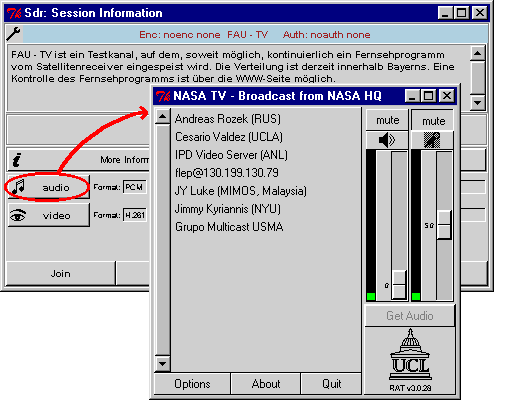 Sdr: Session Information
Enc: noenc none FAU - TV Auth: noauth none
FAU - TV ist ein Testkanal, auf dem, soweit möglich, kontinuierlich ein Fernsehprogramm
vom Satellitenreceiver eingespeist wird. Die Verteilung ist derzeit innerhalb Bayerns. Eine
Kontrolle des Fernsehprogramms ist über die WWW-Seite möglich.
More Inform
audio Format: PCM
video Format: H.261
Join
NASA TV - Broadcast from NASA HQ
Andreas Rozek (RUS)
Cesario Valdez (UCLA)
IPD Video Server (ANL)
flep@130.199.130.79
JY Luke (MIMOS, Malaysia)
Jimmy Kyriannis (NYU)
Grupo Multicast USMA
mute mute
50
0
Get Audio
UCL
RAT v3.0.28
Options About Quit